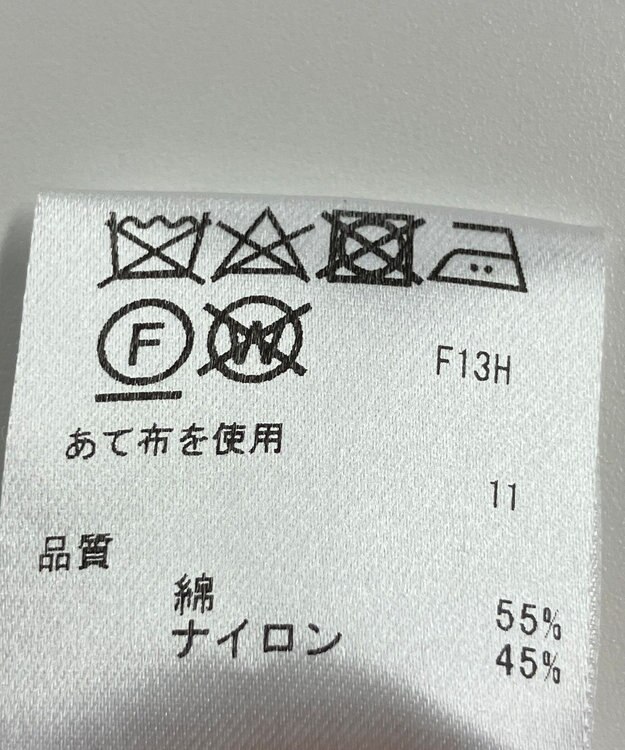 F W F13H
あて布を使用
11
品質
綿 55%
ナイロン 45%